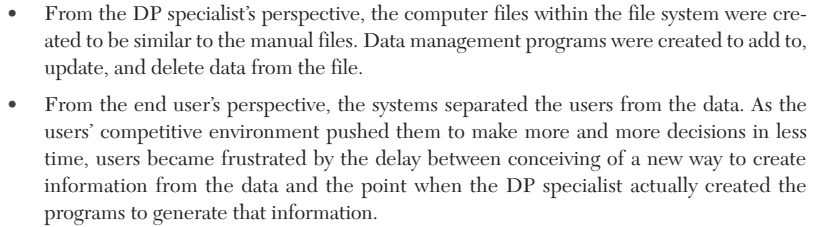 • From the DP specialist's perspective, the computer files within the file system were cre-
ated to be similar to the manual files. Data management programs were created to add to,
update, and delete data from the file.
• From the end user's perspective, the systems separated the users from the data. As the
users' competitive environment pushed them to make more and more decisions in less
time, users became frustrated by the delay between conceiving of a new way to create
information from the data and the point when the DP specialist actually created the
programs to generate that information.